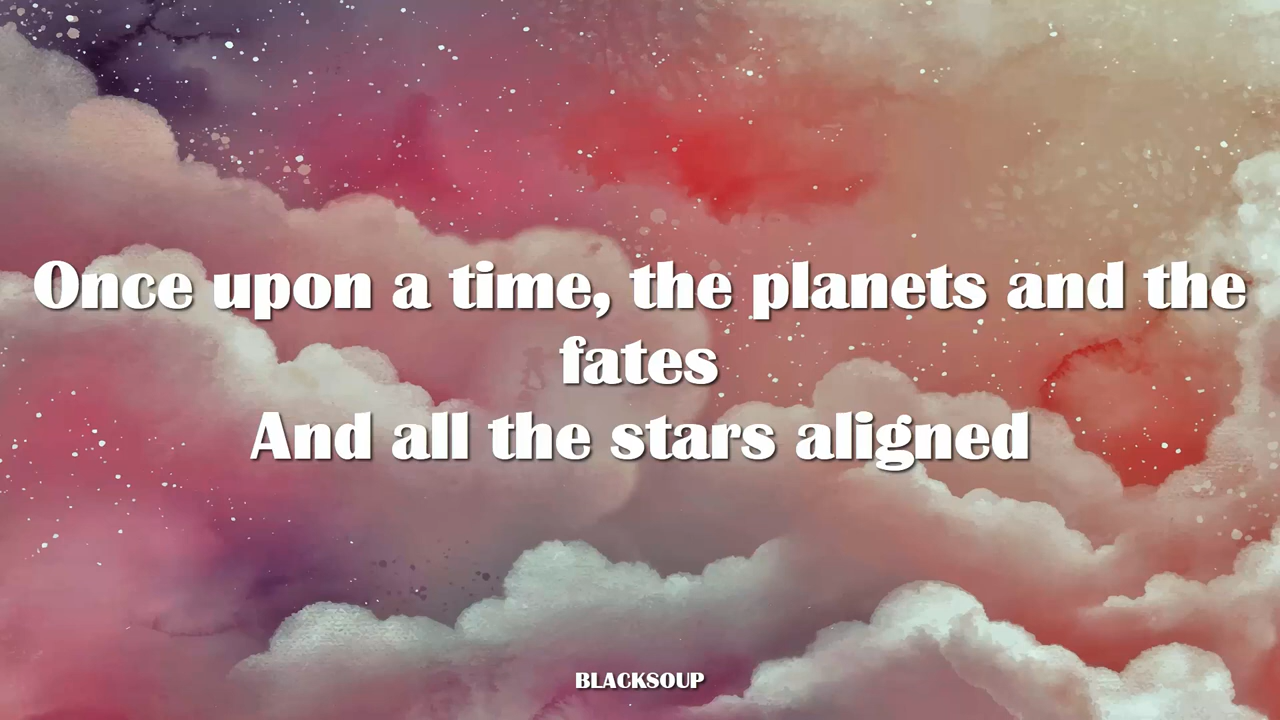 Once upon a time, the planets and the
fates
And all the stars aligned
BLACKSOUP